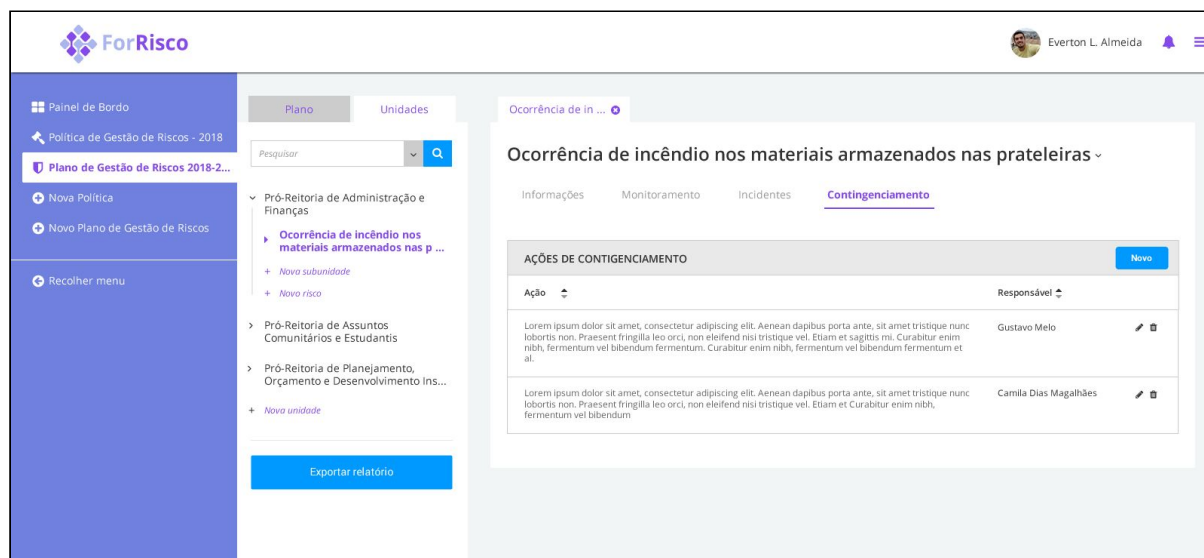 ForRisco
Everton L. Almeida
Painel de Bordo
Política de Gestão de Riscos - 2018
Plano de Gestão de Riscos 2018-2...
Nova Política
Novo Plano de Gestão de Riscos
Recolher menu
Plano
Unidades
Pesquisar
Pró-Reitoria de Administração e
Finanças
Ocorrência de incêndio nos
materiais armazenados nas p ...
+ Nova subunidade
+ Novo risco
Pró-Reitoria de Assuntos
Comunitários e Estudantis
Pró-Reitoria de Planejamento,
Orçamento e Desenvolvimento Ins...
+ Nova unidade
Exportar relatório
Ocorrência de in ...
Ocorrência de incêndio nos materiais armazenados nas prateleiras
Informações
Monitoramento
Incidentes
Contingenciamento
AÇÕES DE CONTIGENCIAMENTO
Novo
Ação
Responsável
Lorem ipsum dolor sit amet, consectetur adipiscing elit. Aenean dapibus porta ante, sit amet tristique nunc
lobortis non. Praesent fringilla leo orci, non eleifend nisi tristique vel. Etiam et sagittis mi. Curabitur enim
nibh, fermentum vel bibendum fermentum. Curabitur enim nibh, fermentum vel bibendum fermentum et
al.
Gustavo Melo
Lorem ipsum dolor sit amet, consectetur adipiscing elit. Aenean dapibus porta ante, sit amet tristique nunc
lobortis non. Praesent fringilla leo orci, non eleifend nisi tristique vel. Etiam et Curabitur enim nibh,
fermentum vel bibendum
Camila Dias Magalhães